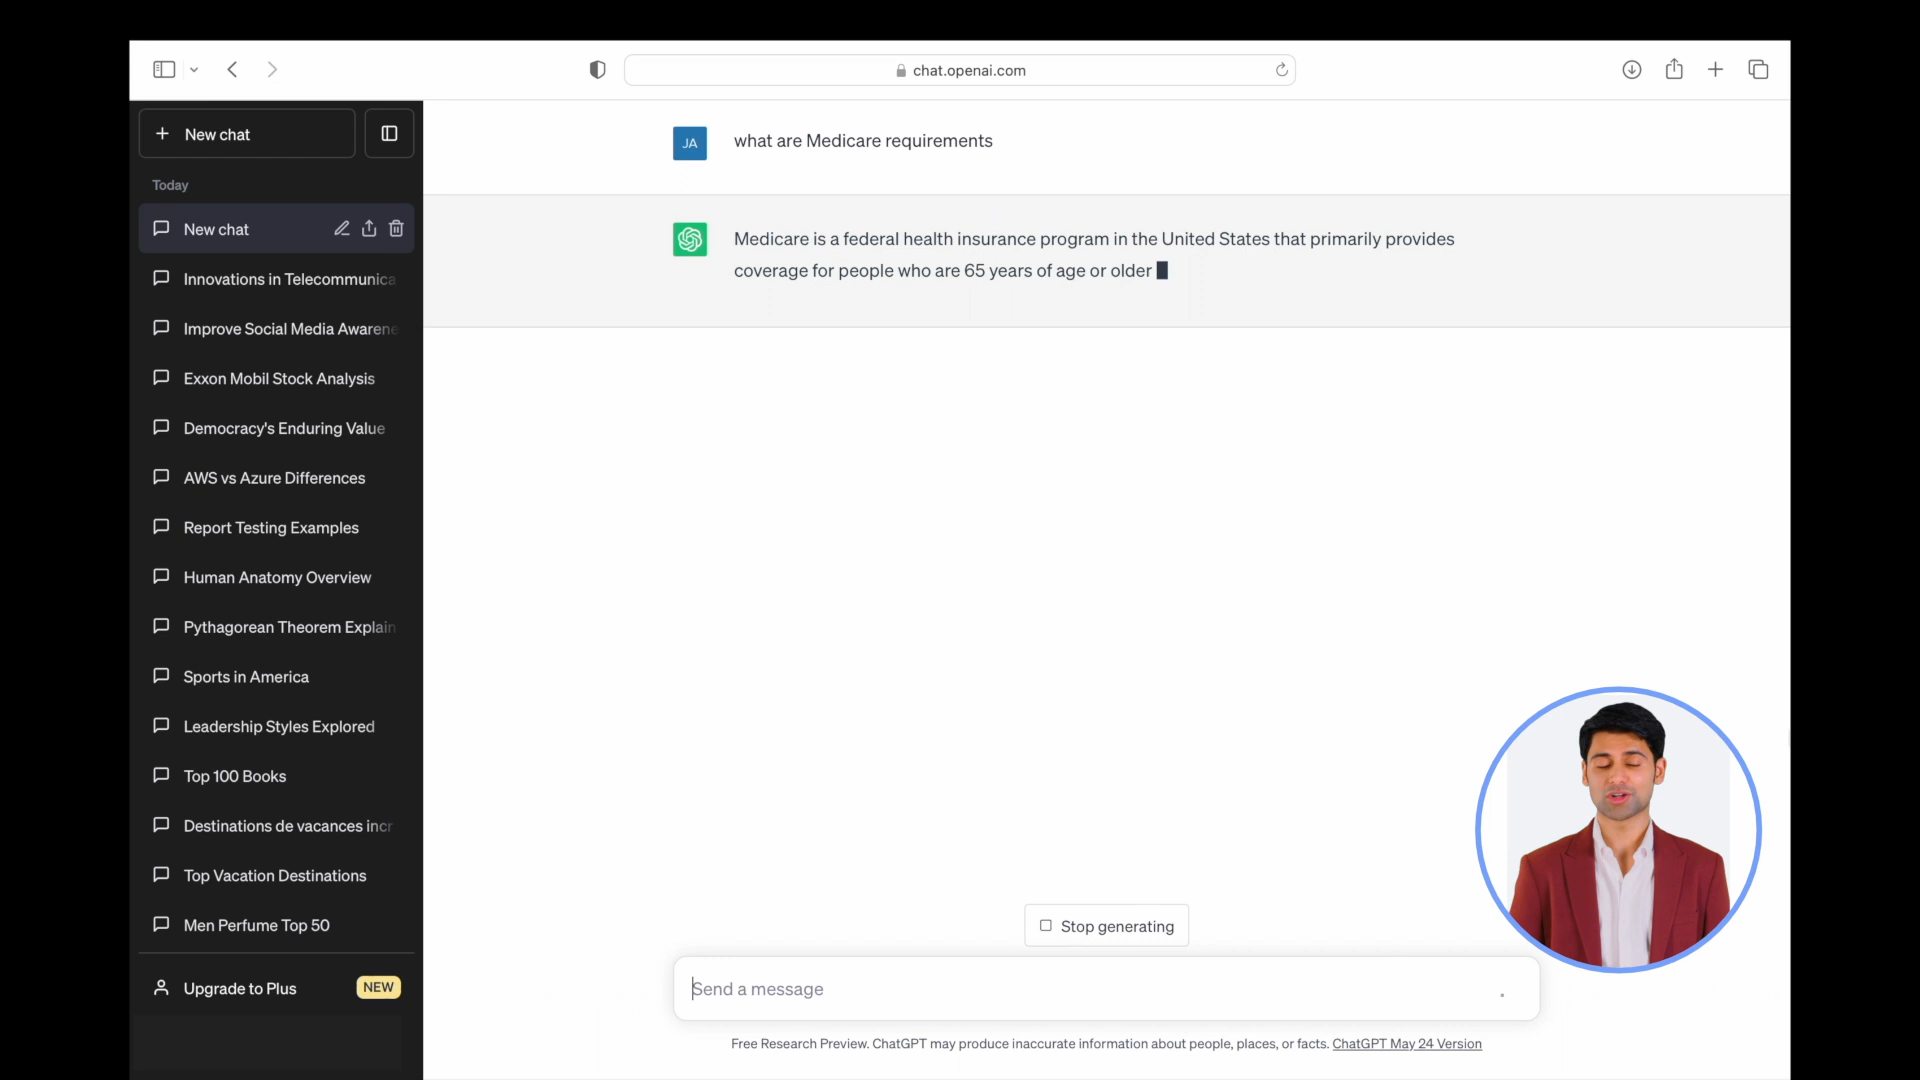 chat.openai.com
New chat
Today
New chat
Innovations in Telecommunica
Improve Social Media Awarene
Exxon Mobil Stock Analysis
Democracy's Enduring Value
AWS vs Azure Differences
Report Testing Examples
Human Anatomy Overview
Pythagorean Theorem Explain
Sports in America
Leadership Styles Explored
Top 100 Books
Destinations de vacances incr
Top Vacation Destinations
Men Perfume Top 50
Upgrade to Plus NEW
JA what are Medicare requirements
Medicare is a federal health insurance program in the United States that primarily provides
coverage for people who are 65 years of age or older
Stop generating
Send a message
Free Research Preview. ChatGPT may produce inaccurate information about people, places, or facts. ChatGPT May 24 Version